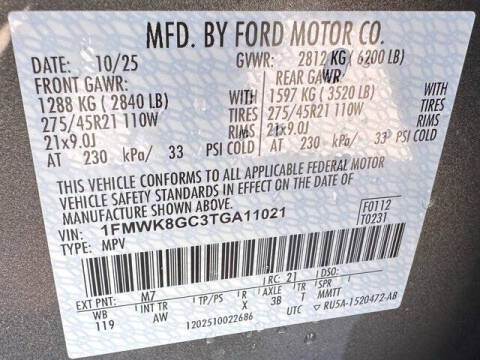 MFD. BY FORD MOTOR CO.
DATE: 10/25 GVWR: 2812 KG (6200 LB)
FRONT GAWR: REAR GAWR:
1288 KG (2840 LB) WITH 1597 KG (3520 LB) WITH
275/45R21 110W TIRES 275/45R21 110W TIRES
21x9.0J RIMS 21x9.0J RIMS
AT 230 kPa/ 33 PSI COLD AT 230 kPa/ 33 PSI COLD
THIS VEHICLE CONFORMS TO ALL APPLICABLE FEDERAL MOTOR
VEHICLE SAFETY STANDARDS IN EFFECT ON THE DATE OF
MANUFACTURE SHOWN ABOVE.
VIN: 1FMWK8GC3TGA11021 F0112
TYPE: MPV T0231
EXT PNT: M7 RC: 21 DSO:
WB INT TR TP/PS R AXLE TR SPR
119 AW X 3B T MMTT
1202510022686 UTC ▽ RU5A-1520472-AB